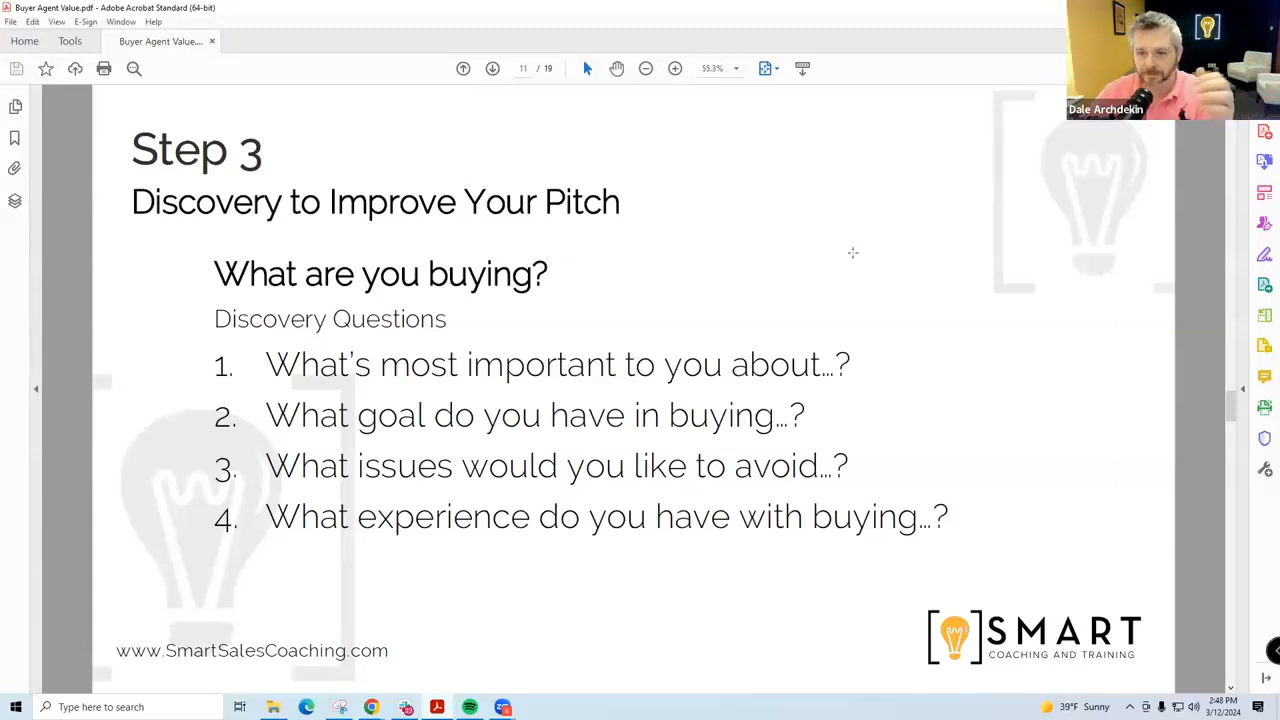 Buyer Agent Value.pdf - Adobe Acrobat Standard (64-bit)
File Edit View E-Sign Window Help
Home Tools Buyer Agent Value.... ×
11 / 19 55.3%
Dale Archdekin
Step 3
Discovery to Improve Your Pitch
What are you buying?
Discovery Questions
1. What's most important to you about...?
2. What goal do you have in buying...?
3. What issues would you like to avoid...?
4. What experience do you have with buying...?
www.SmartSalesCoaching.com
SMART
COACHING AND TRAINING
Type here to search
39°F Sunny
2:48 PM
3/12/2024